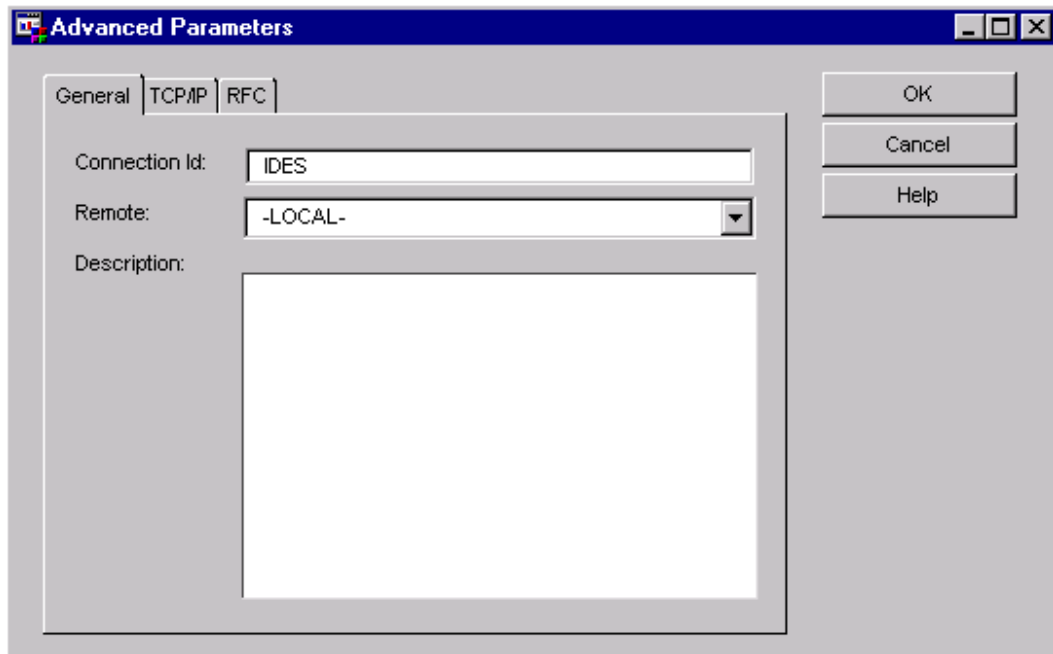 Advanced Parameters
General TCP/IP RFC
OK
Cancel
Help
Connection Id: IDES
Remote: -LOCAL-
Description: